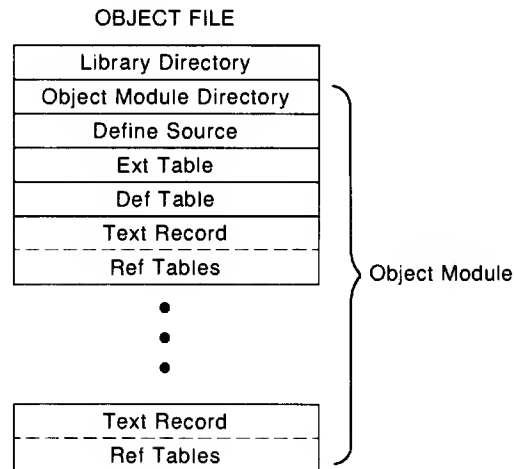 OBJECT FILE
Library Directory
Object Module Directory
Define Source
Ext Table
Def Table
Text Record
Ref Tables
Object Module
Text Record
Ref Tables